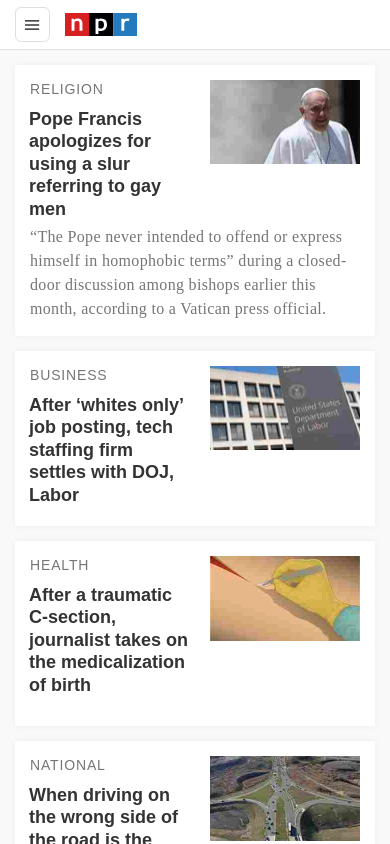 npr
RELIGION
Pope Francis
apologizes for
using a slur
referring to gay
men
“The Pope never intended to offend or express
himself in homophobic terms” during a closed-
door discussion among bishops earlier this
month, according to a Vatican press official.
BUSINESS
After ‘whites only’
job posting, tech
staffing firm
settles with DOJ,
Labor
United States
Department
of Labor
HEALTH
After a traumatic
C-section,
journalist takes on
the medicalization
of birth
NATIONAL
When driving on
the wrong side of
the road is the